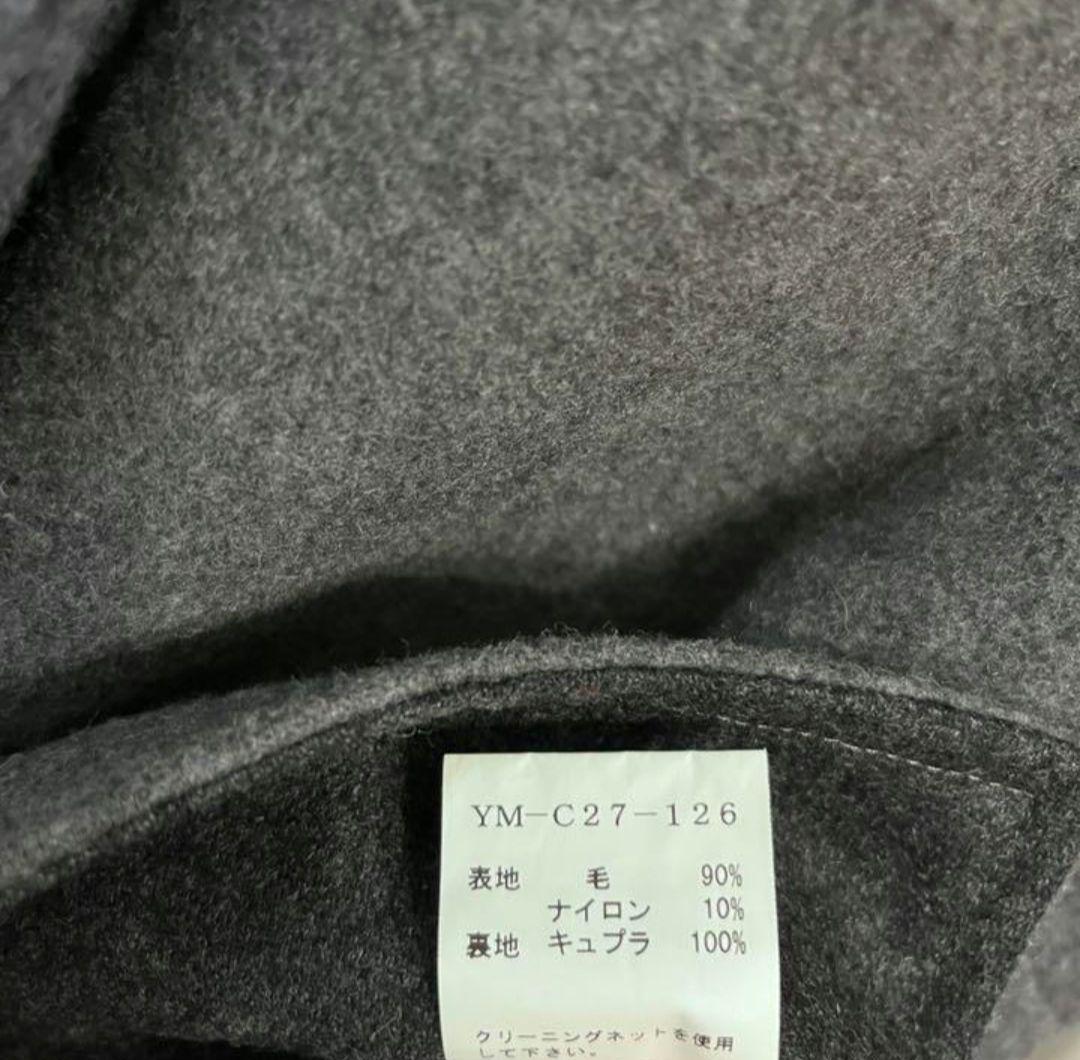 YM-C27-126
表地 毛 90%
ナイロン 10%
裏地 キュプラ 100%
クリーニングネットを使用
して下さい。